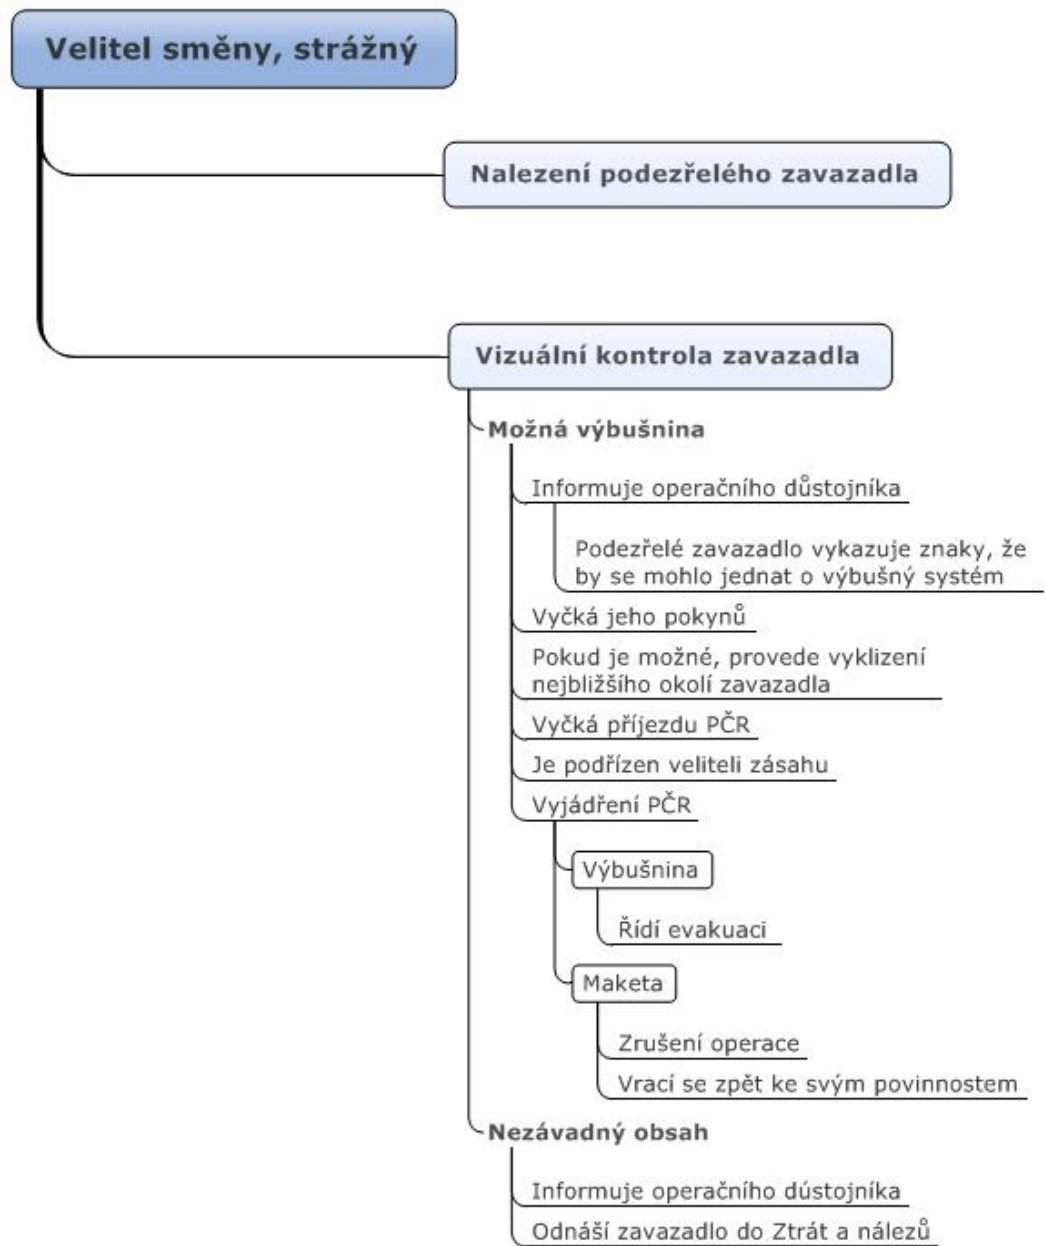 Velitel směny, strážný
Nalezení podezřelého zavazadla
Vizuální kontrola zavazadla
Možná výbušnina
Informuje operačního důstojníka
Podezřelé zavazadlo vykazuje znaky, že
by se mohlo jednat o výbušný systém
Vyčká jeho pokynů
Pokud je možné, provede vyklizení
nejbližšího okolí zavazadla
Vyčká příjezdu PČR
Je podřízen veliteli zásahu
Vyjádření PČR
Výbušnina
Řídí evakuaci
Maketa
Zrušení operace
Vrací se zpět ke svým povinnostem
Nezávadný obsah
Informuje operačního dústojníka
Odnáší zavazadlo do Ztrát a nálezů